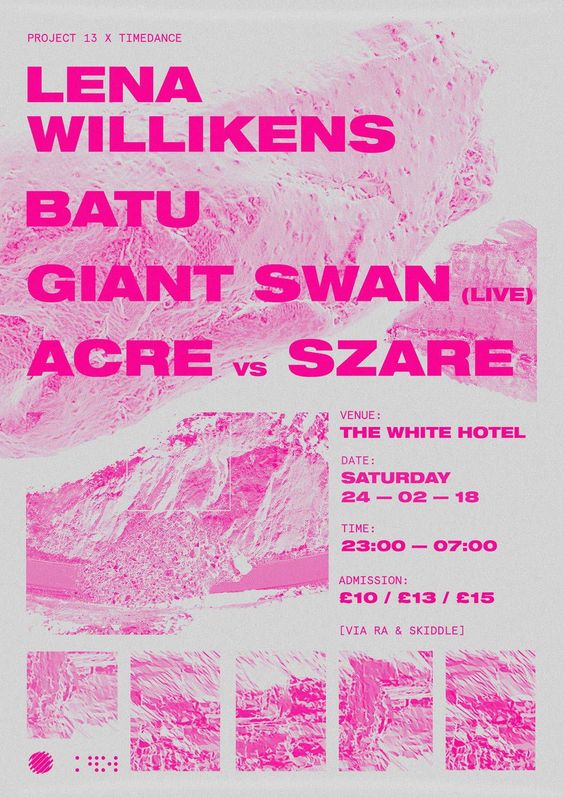 PROJECT 13 X TIMEDANCE
LENA
WILLIKENS
BATU
GIANT SWAN (LIVE)
ACRE vs SZARE
VENUE:
THE WHITE HOTEL
DATE:
SATURDAY
24 — 02 — 18
TIME:
23:00 — 07:00
ADMISSION:
£10 / £13 / £15
[VIA RA & SKIDDLE]